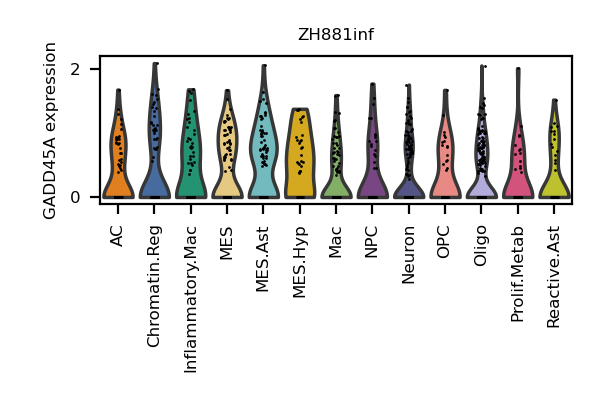 ZH881inf
GADD45A expression
2
0
AC
Chromatin.Reg
Inflammatory.Mac
MES
MES.Ast
MES.Hyp
Mac
NPC
Neuron
OPC
Oligo
Prolif.Metab
Reactive.Ast